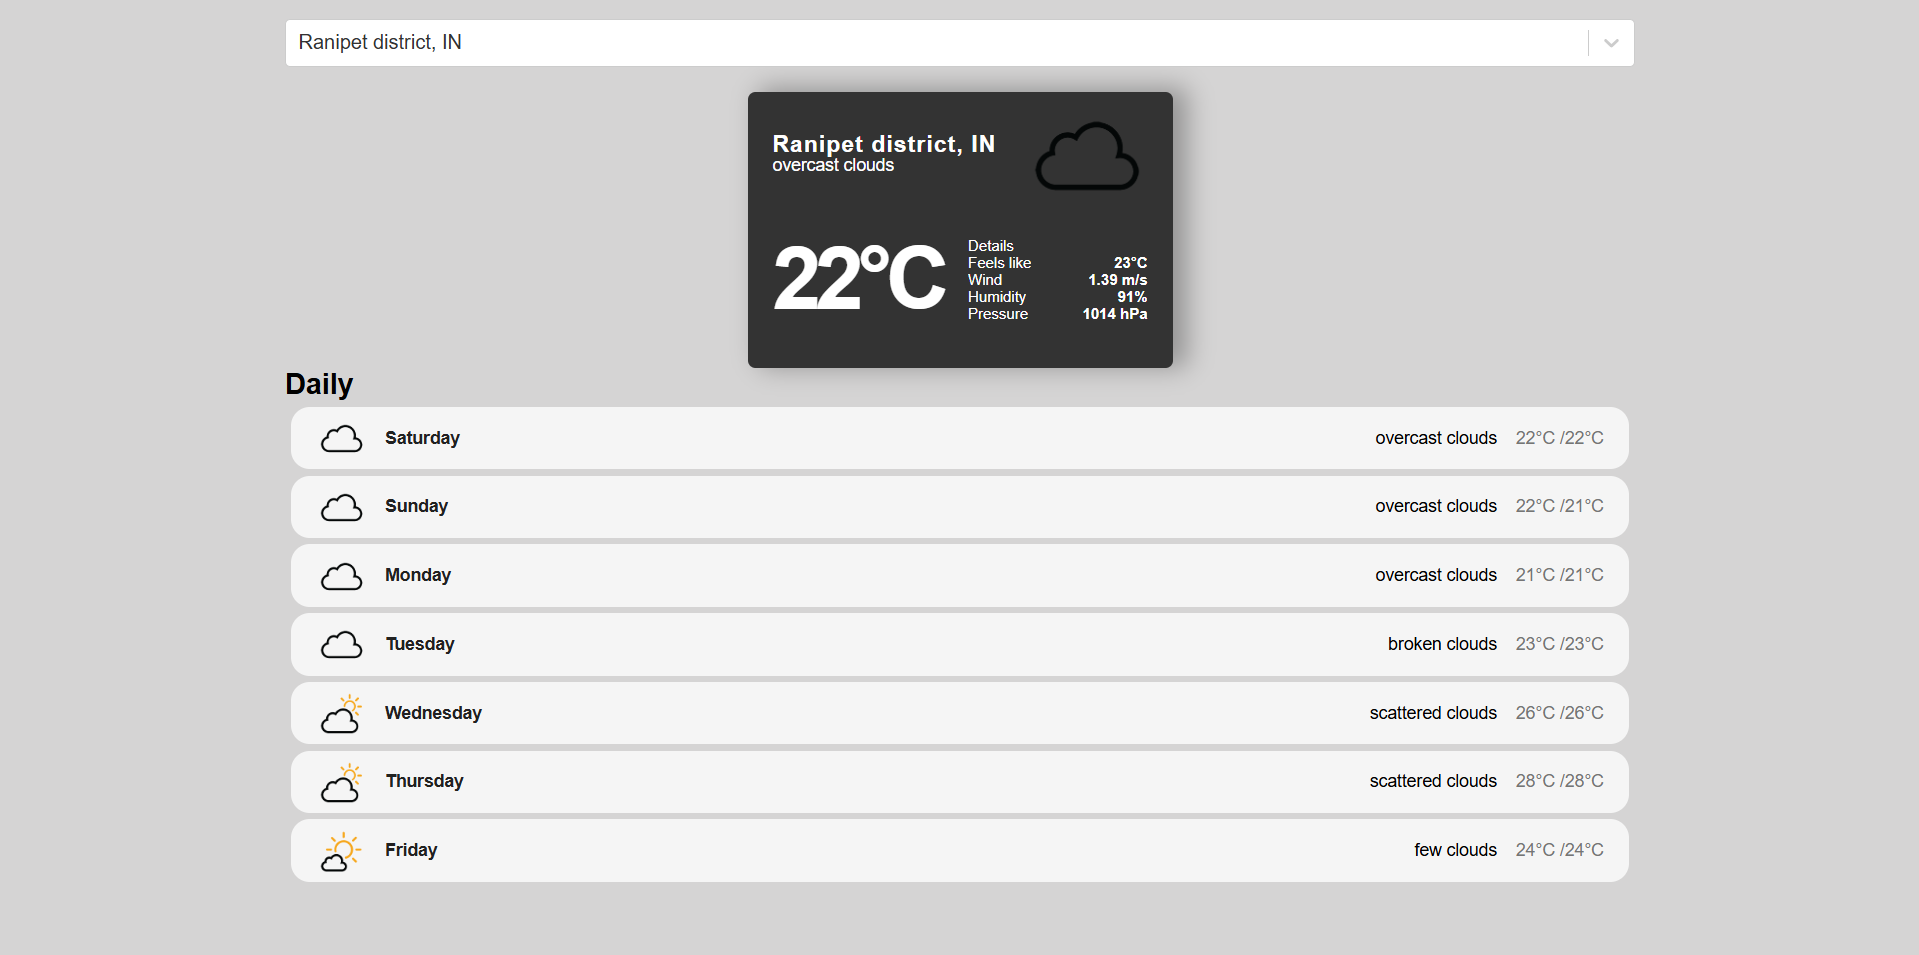 Ranipet district, IN
Ranipet district, IN
overcast clouds
22°C
Details
Feels like 23°C
Wind 1.39 m/s
Humidity 91%
Pressure 1014 hPa
Daily
Saturday overcast clouds 22°C /22°C
Sunday overcast clouds 22°C /21°C
Monday overcast clouds 21°C /21°C
Tuesday broken clouds 23°C /23°C
Wednesday scattered clouds 26°C /26°C
Thursday scattered clouds 28°C /28°C
Friday few clouds 24°C /24°C